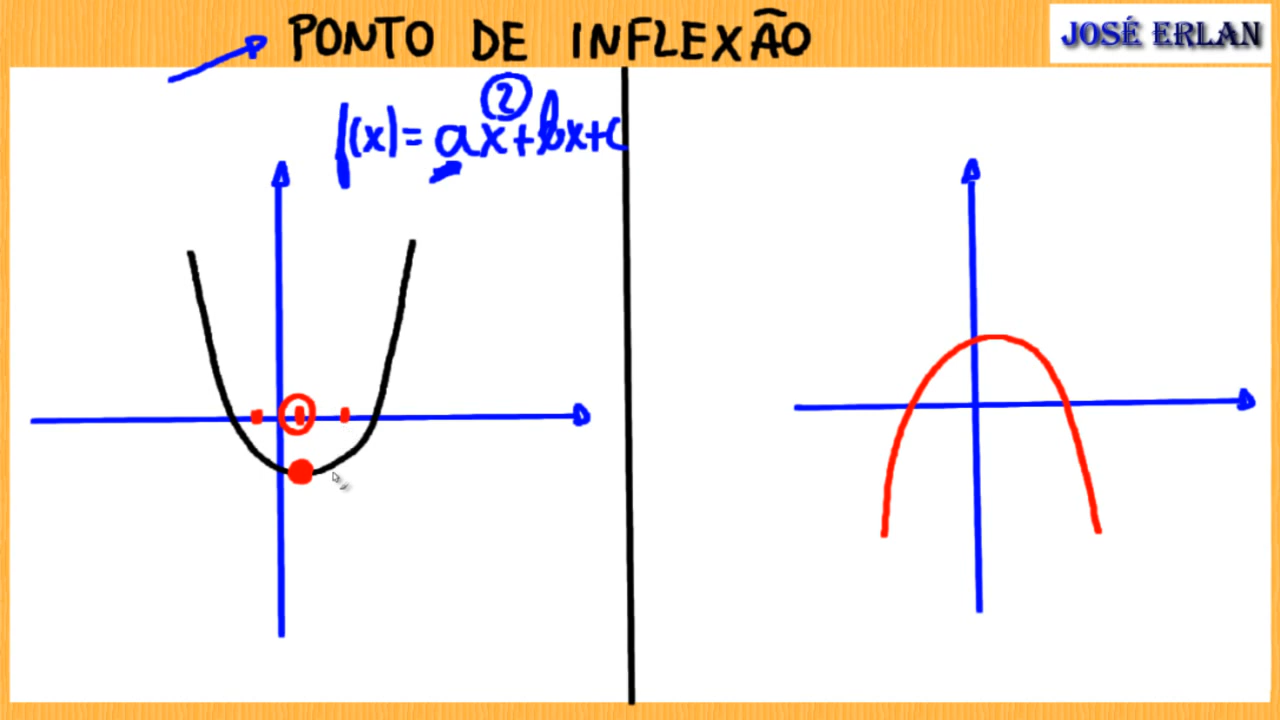 PONTO DE INFLEXÃO
JOSÉ ERLAN
f(x) = ax²+bx+c